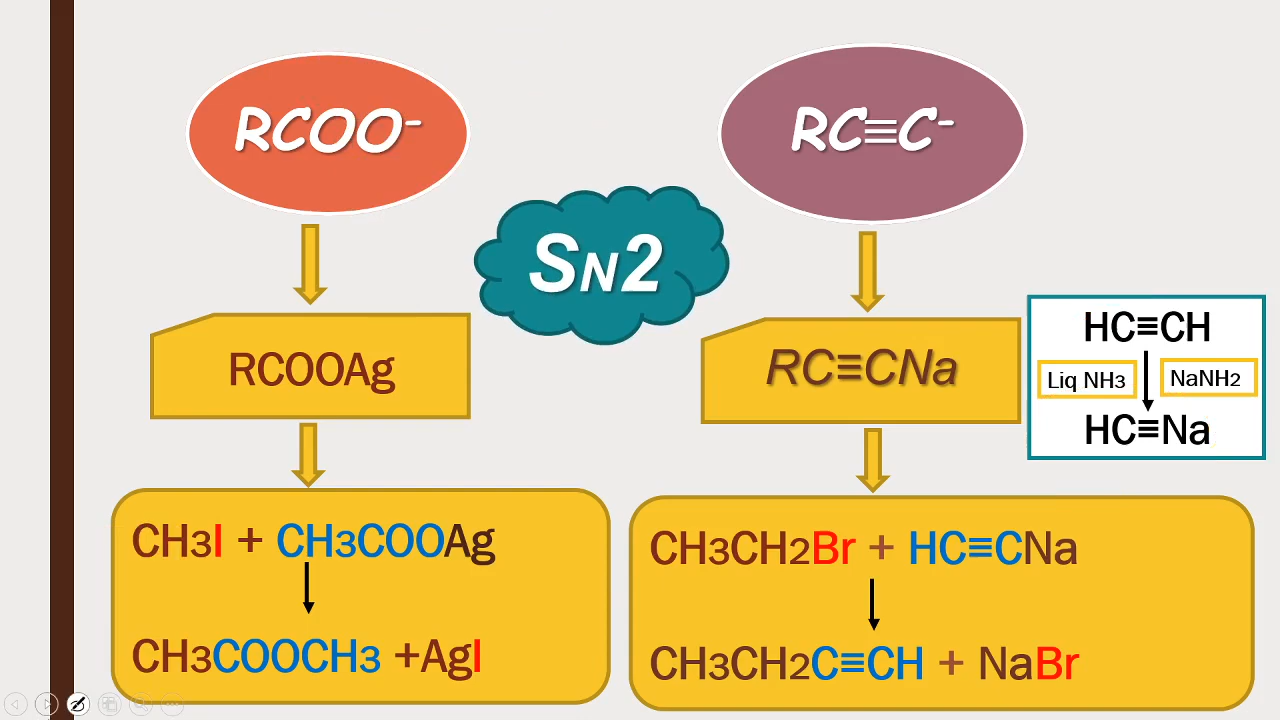 RCOO⁻
RC≡C⁻
SN2
RCOOAg
RC≡CNa
HC≡CH
Liq NH3
NaNH2
HC≡Na
CH3I + CH3COOAg
CH3COOCH3 +AgI
CH3CH2Br + HC≡CNa
CH3CH2C≡CH + NaBr